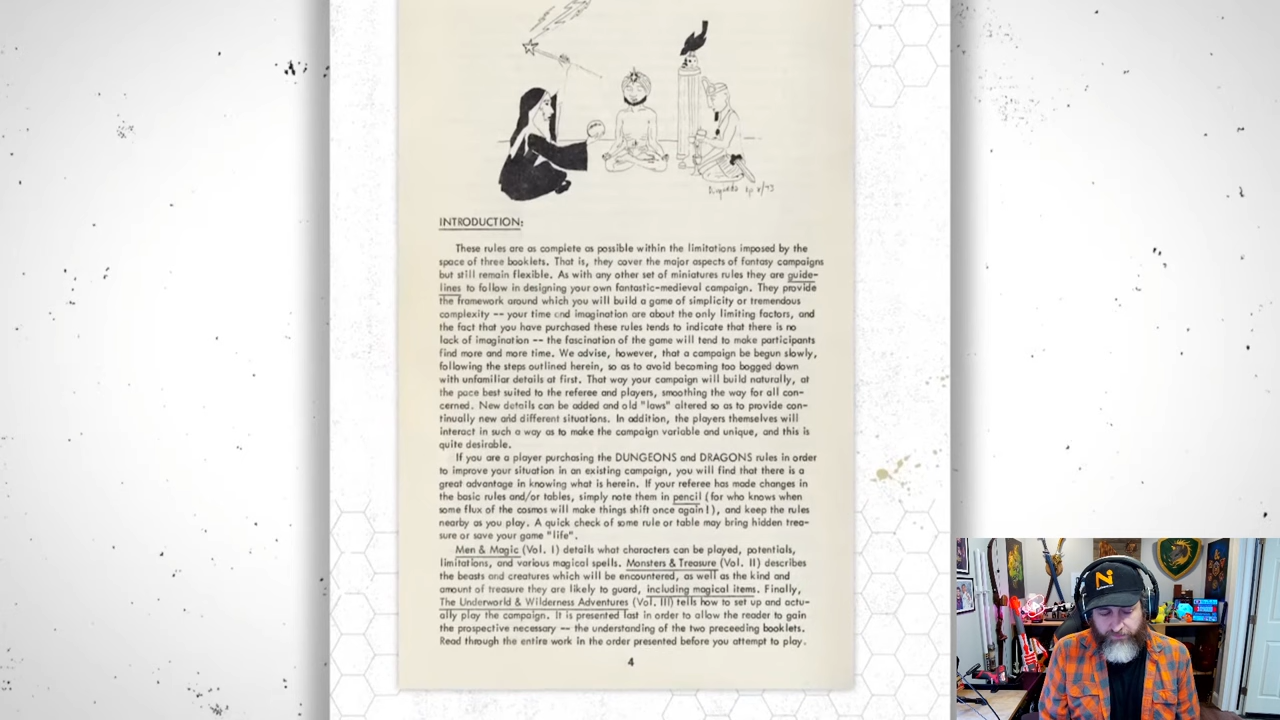 INTRODUCTION:
These rules are as complete as possible within the limitations imposed by the
space of three booklets. That is, they cover the major aspects of fantasy campaigns
but still remain flexible. As with any other set of miniatures rules they are guide-
lines to follow in designing your own fantastic-medieval campaign. They provide
the framework around which you will build a game of simplicity or tremendous
complexity -- your time and imagination are about the only limiting factors, and
the fact that you have purchased these rules tends to indicate that there is no
lack of imagination -- the fascination of the game will tend to make participants
find more and more time. We advise, however, that a campaign be begun slowly,
following the steps outlined herein, so as to avoid becoming too bogged down
with unfamiliar details at first. That way your campaign will build naturally, at
the pace best suited to the referee and players, smoothing the way for all con-
cerned. New details can be added and old "laws" altered so as to provide con-
tinually new and different situations. In addition, the players themselves will
interact in such a way as to make the campaign variable and unique, and this is
quite desirable.
If you are a player purchasing the DUNGEONS and DRAGONS rules in order
to improve your situation in an existing campaign, you will find that there is a
great advantage in knowing what is herein. If your referee has made changes in
the basic rules and/or tables, simply note them in pencil (for who knows when
some flux of the cosmos will make things shift once again!), and keep the rules
nearby as you play. A quick check of some rule or table may bring hidden trea-
sure or save your game "life".
Men & Magic (Vol. I) details what characters can be played, potentials,
limitations, and various magical spells. Monsters & Treasure (Vol. II) describes
the beasts and creatures which will be encountered, as well as the kind and
amount of treasure they are likely to guard, including magical items. Finally,
The Underworld & Wilderness Adventures (Vol. III) tells how to set up and actu-
ally play the campaign. It is presented last in order to allow the reader to gain
the prospective necessary -- the understanding of the two preceeding booklets.
Read through the entire work in the order presented before you attempt to play.
4
N